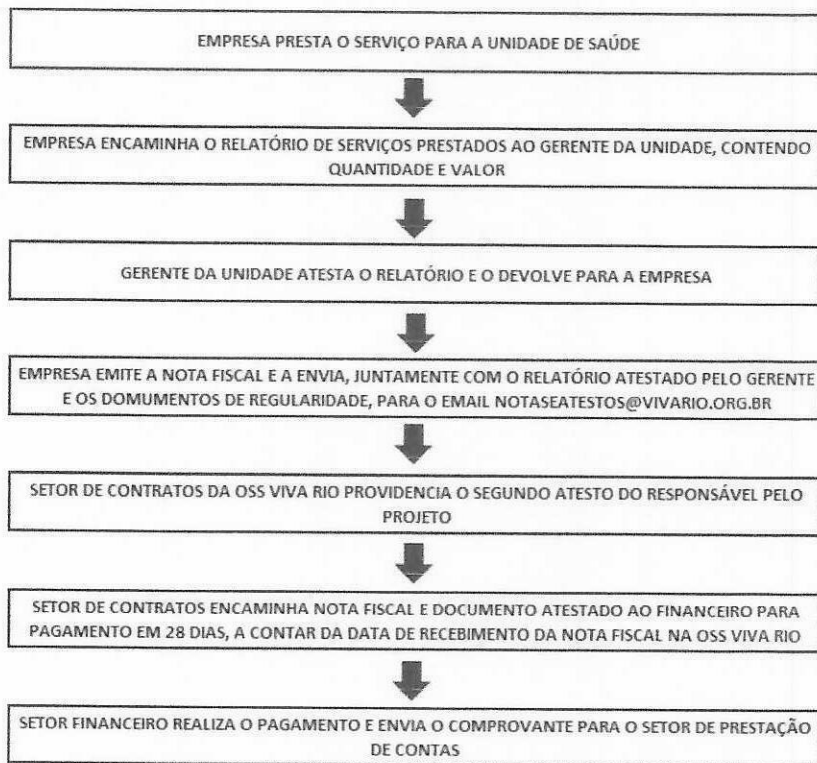 EMPRESA PRESTA O SERVIÇO PARA A UNIDADE DE SAÚDE
EMPRESA ENCAMINHA O RELATÓRIO DE SERVIÇOS PRESTADOS AO GERENTE DA UNIDADE, CONTENDO
QUANTIDADE E VALOR
GERENTE DA UNIDADE ATESTA O RELATÓRIO E O DEVOLVE PARA A EMPRESA
EMPRESA EMITE A NOTA FISCAL E A ENVIA, JUNTAMENTE COM O RELATÓRIO ATESTADO PELO GERENTE
E OS DOMUMENTOS DE REGULARIDADE, PARA O EMAIL NOTASEATESTOS@VIVARIO.ORG.BR
SETOR DE CONTRATOS DA OSS VIVA RIO PROVIDENCIA O SEGUNDO ATESTO DO RESPONSÁVEL PELO
PROJETO
SETOR DE CONTRATOS ENCAMINHA NOTA FISCAL E DOCUMENTO ATESTADO AO FINANCEIRO PARA
PAGAMENTO EM 28 DIAS, A CONTAR DA DATA DE RECEBIMENTO DA NOTA FISCAL NA OSS VIVA RIO
SETOR FINANCEIRO REALIZA O PAGAMENTO E ENVIA O COMPROVANTE PARA O SETOR DE PRESTAÇÃO
DE CONTAS